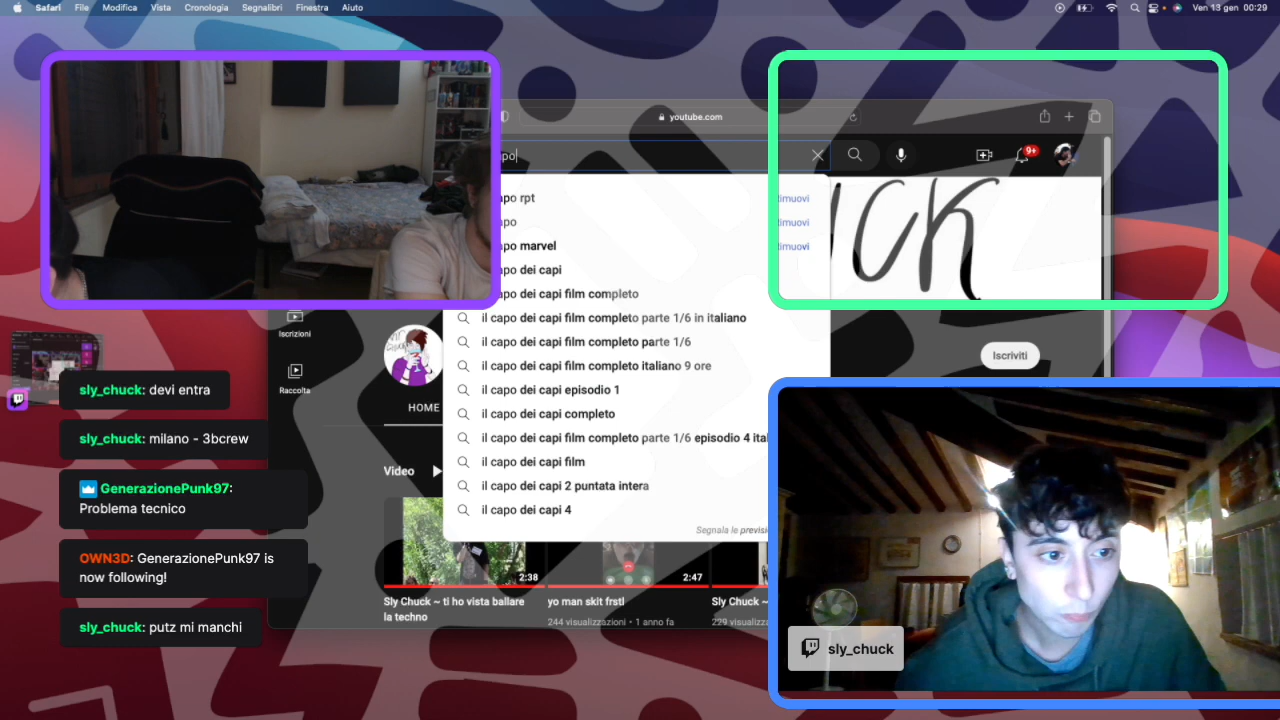 Safari File Modifica Vista Cronologia Segnalibri Finestra Aiuto
Ven 13 gen 00:29
youtube.com
apo
9+
apo rpt
imuovi
apo
imuovi
apo marvel
imuovi
apo dei capi
apo dei capi film completo
il capo dei capi film completo parte 1/6 in italiano
il capo dei capi film completo parte 1/6
il capo dei capi film completo italiano 9 ore
il capo dei capi episodio 1
il capo dei capi completo
il capo dei capi film completo parte 1/6 episodio 4 ital
il capo dei capi film
il capo dei capi 2 puntata intera
il capo dei capi 4
Segnala le previsio
Iscrizioni
Raccolta
Iscriviti
HOME
Video
2:38
2:47
Sly Chuck ~ ti ho vista ballare
la techno
yo man skit frstl
244 visualizzazioni • 1 anno fa
Sly Chuck ~
229 visualizza
sly_chuck: devi entra
sly_chuck: milano - 3bcrew
GenerazionePunk97:
Problema tecnico
OWN3D: GenerazionePunk97 is
now following!
sly_chuck: putz mi manchi
sly_chuck